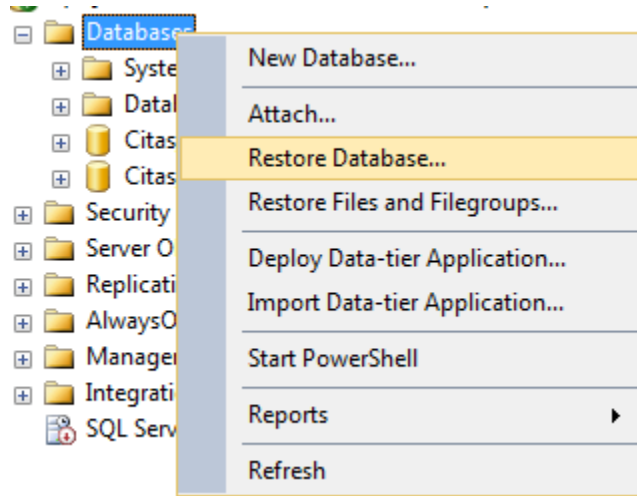 Databases
Syste
Datal
Citas
Citas
Security
Server O
Replicati
AlwaysO
Manager
Integrati
SQL Serv
New Database...
Attach...
Restore Database...
Restore Files and Filegroups...
Deploy Data-tier Application...
Import Data-tier Application...
Start PowerShell
Reports
Refresh